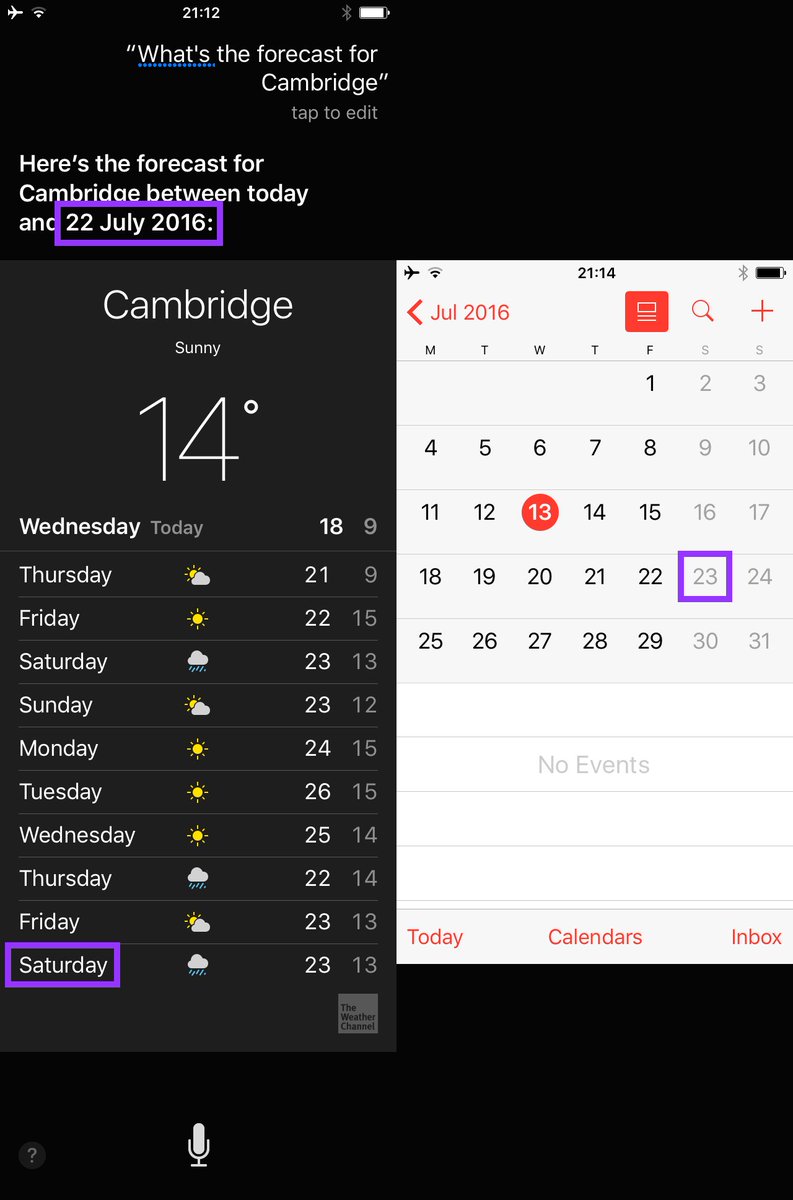 21:12
“What's the forecast for
Cambridge”
tap to edit
Here’s the forecast for
Cambridge between today
and 22 July 2016:
Cambridge
Sunny
14°
Wednesday Today 18 9
Thursday 21 9
Friday 22 15
Saturday 23 13
Sunday 23 12
Monday 24 15
Tuesday 26 15
Wednesday 25 14
Thursday 22 14
Friday 23 13
Saturday 23 13
The
Weather
Channel
?
21:14
Jul 2016
M T W T F S S
1 2 3
4 5 6 7 8 9 10
11 12 13 14 15 16 17
18 19 20 21 22 23 24
25 26 27 28 29 30 31
No Events
Today Calendars Inbox